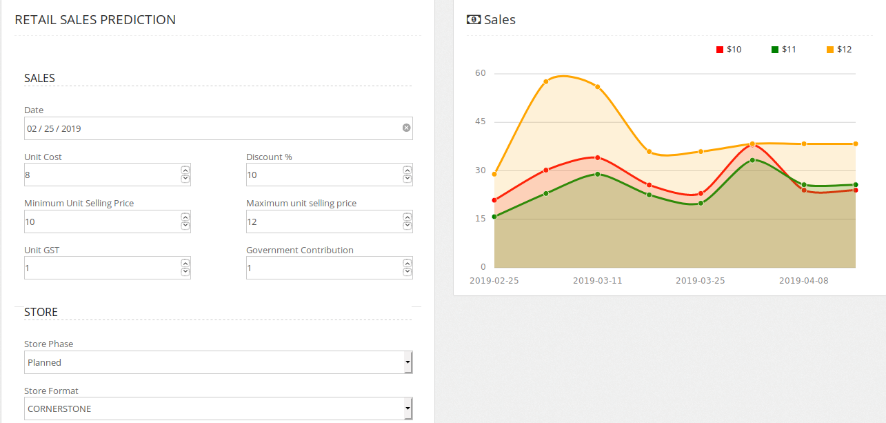 RETAIL SALES PREDICTION
SALES
Date
02 / 25 / 2019
Unit Cost
Discount %
8
10
Minimum Unit Selling Price
Maximum unit selling price
10
12
Unit GST
Government Contribution
1
1
STORE
Store Phase
Planned
Store Format
CORNERSTONE
Sales
$10
$11
$12
60
45
30
15
0
2019-02-25
2019-03-11
2019-03-25
2019-04-08